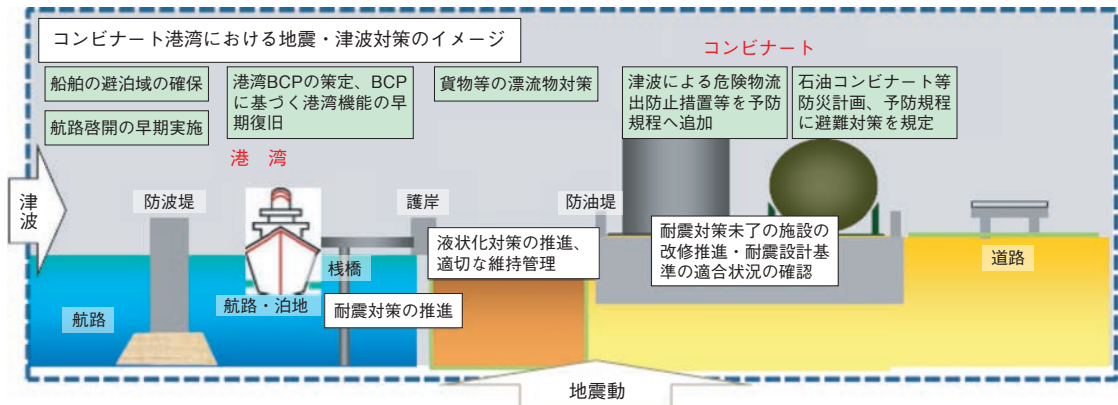 コンビナート港湾における地震・津波対策のイメージ
コンビナート
船舶の避泊域の確保
航路啓開の早期実施
港湾BCPの策定、BCP
に基づく港湾機能の早
期復旧
貨物等の漂流物対策
津波による危険物流
出防止措置等を予防
規程へ追加
石油コンビナート等
防災計画、予防規程
に避難対策を規定
港 湾
津波
防波堤
護岸
防油堤
液状化対策の推進、
適切な維持管理
耐震対策未了の施設の
改修推進・耐震設計基
準の適合状況の確認
道路
桟橋
航路・泊地
耐震対策の推進
航路
地震動